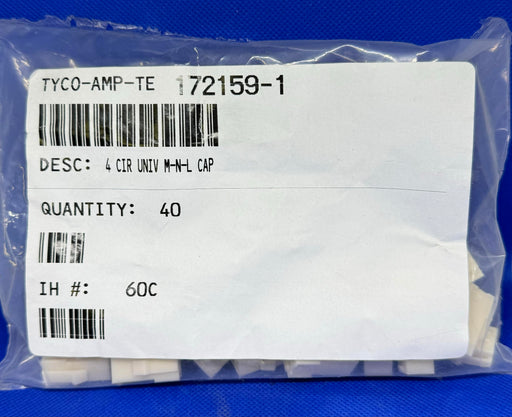 TYCO-AMP-TE 172159-1
DESC: 4 CIR UNIV M-N-L CAP
QUANTITY: 40
IH #: 60C